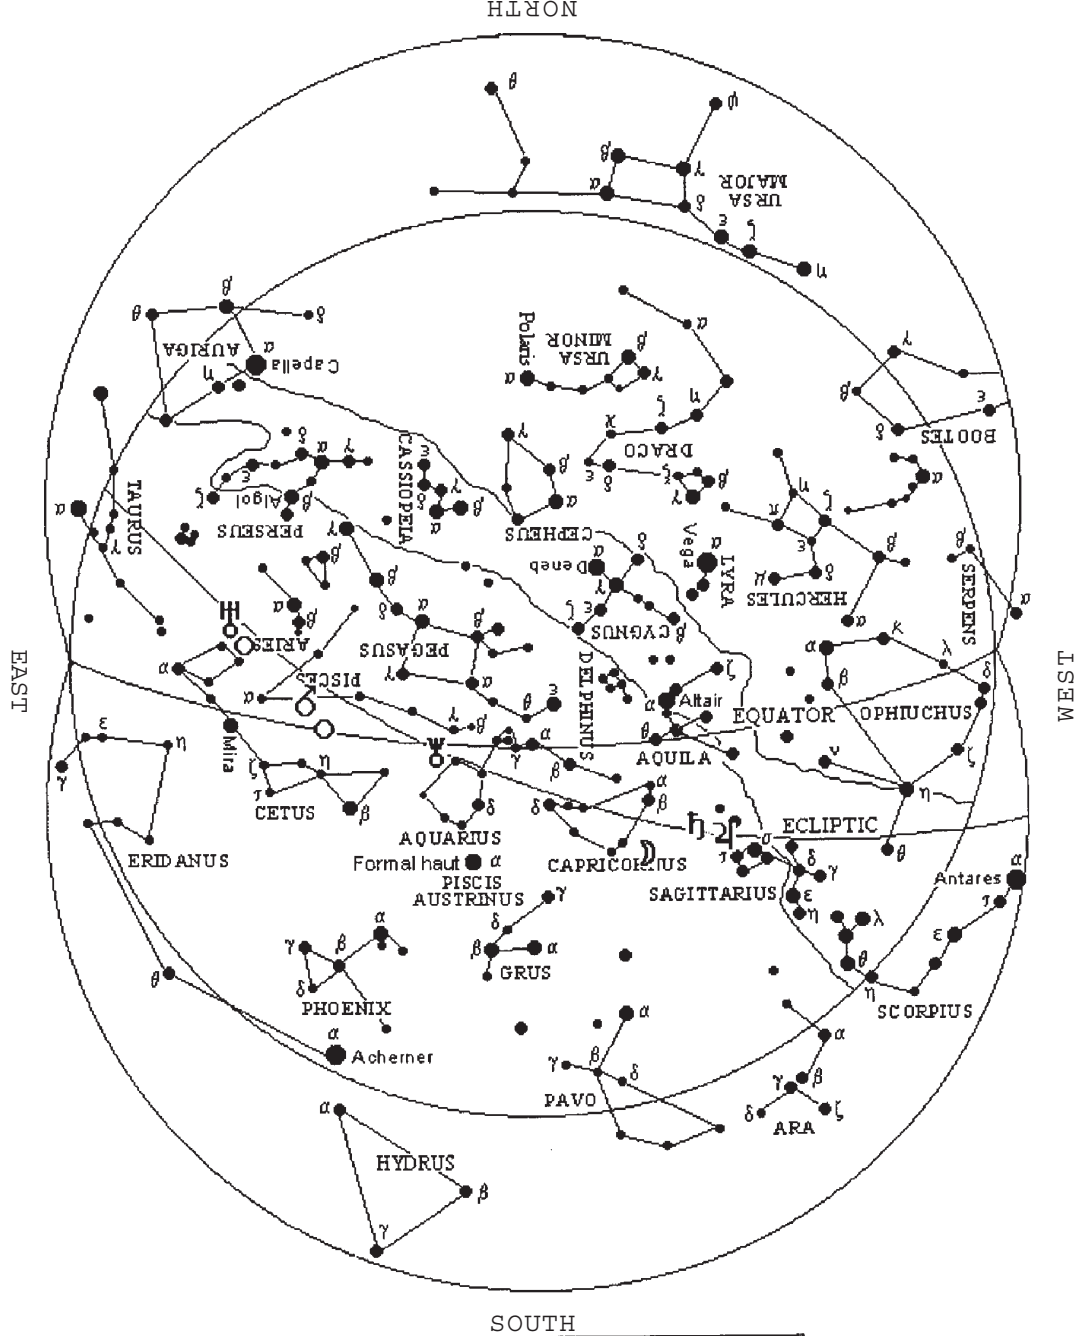 NORTH
θ
ψ
β
γ
α
URSA
MAJOR
δ
ε
ζ
η
β
θ
δ
α
AURIGA
Capella
η
Polaris
URSA
MINOR
β
α
γ
α
γ
β
ε
δ
BOOTES
η
ζ
DRACO
ε
δ
ξ
β
γ
CASSIOPEIA
ε
δ
γ
α
β
γ
β
α
CEPHEUS
δ
α
γ
ε
ζ
Algol
β
PERSEUS
TAURUS
α
γ
α
η
ζ
π
ε
β
δ
μ
HERCULES
α
SERPENS
α
Vega
α
LYRA
Deneb
α
δ
γ
ε
ζ
CYGNUS
β
γ
β
δ
α
β
PEGASUS
γ
α
ε
β
α
β
ARIES
PISCES
α
α
γ
β
DELPHINUS
ζ
α
Altair
θ
AQUILA
EQUATOR
OPHIUCHUS
α
κ
λ
δ
β
ζ
ν
η
θ
EAST
WEST
Mira
ε
η
γ
ERIDANUS
ζ
η
τ
CETUS
β
γ
α
β
δ
AQUARIUS
α
β
δ
CAPRICORIUS
ECLIPTIC
Formal haut α
PISCIS
AUSTRINUS
σ
τ
SAGITTARIUS
δ
γ
ε
η
λ
θ
η
Antares
α
τ
ε
SCORPIUS
γ
δ
β
α
GRUS
α
γ
β
δ
PHOENIX
θ
α
Acherner
α
γ
β
δ
PAVO
α
γ
β
δ
ζ
ARA
α
HYDRUS
β
γ
SOUTH